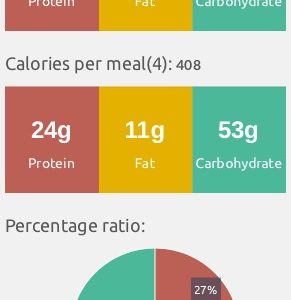 Protein Fat Carbohydrate
Calories per meal(4): 408
24g 11g 53g
Protein Fat Carbohydrate
Percentage ratio:
27%